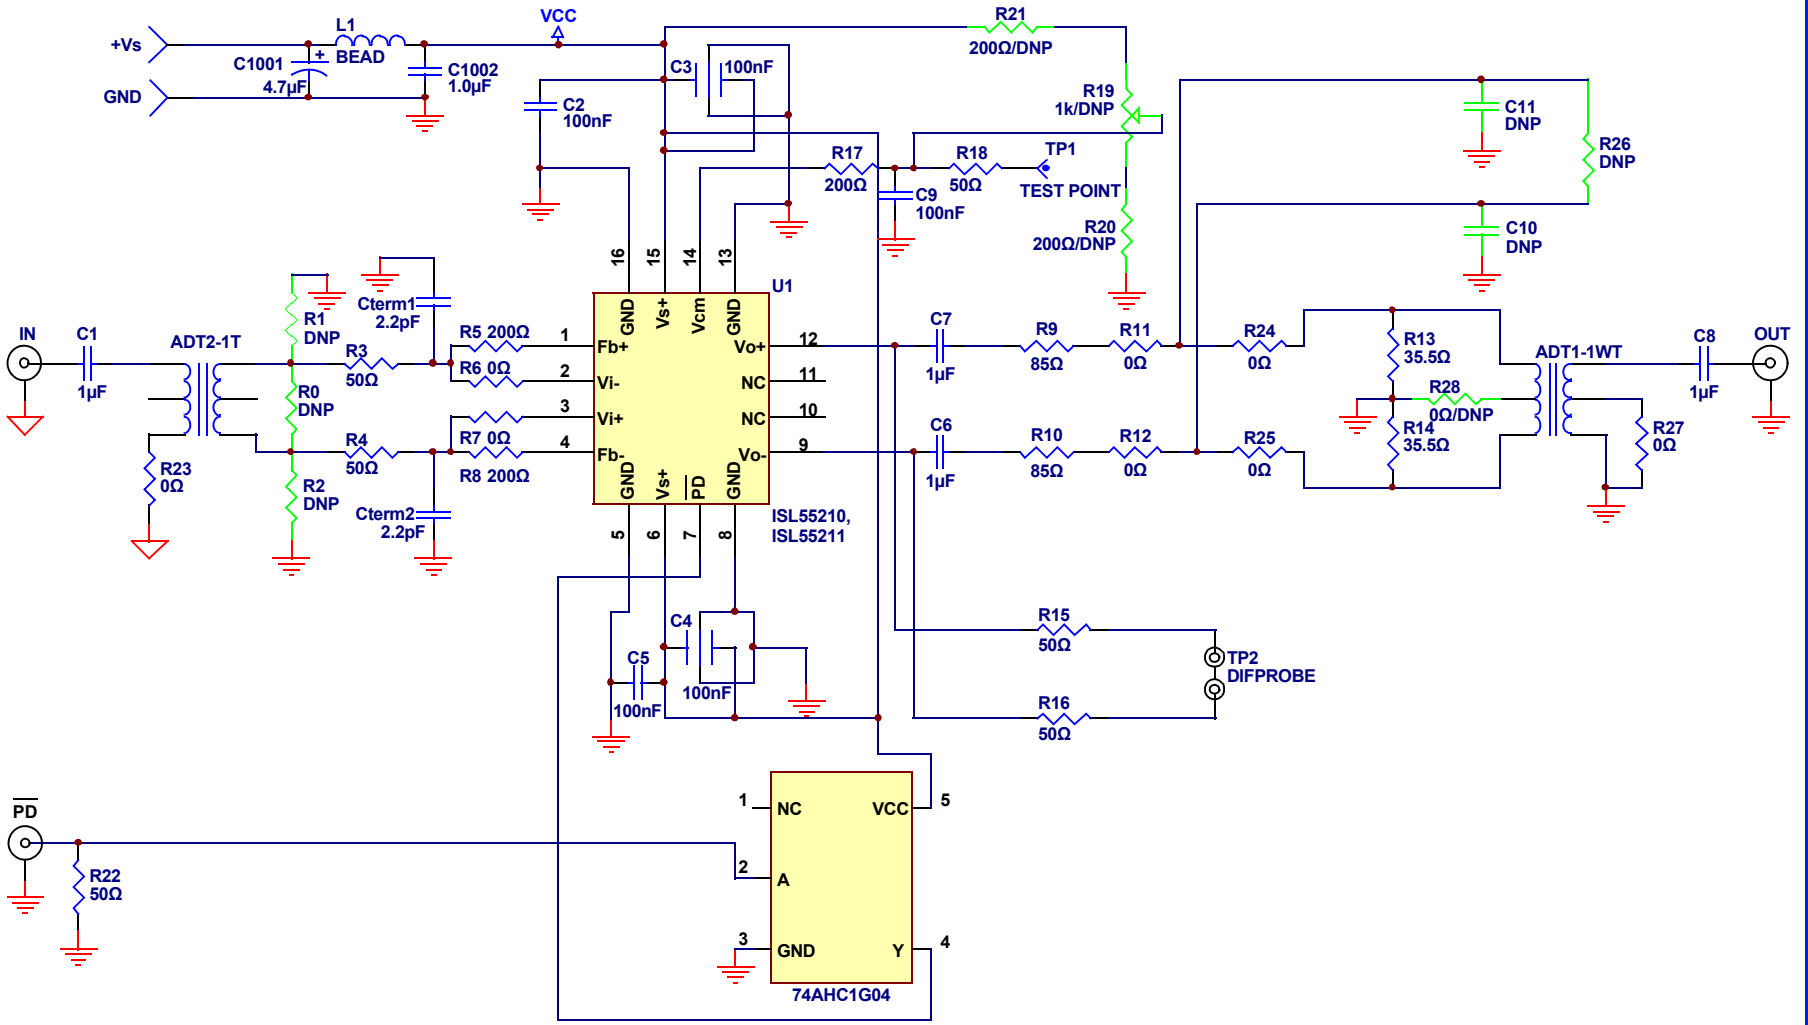 +Vs
L1
BEAD
C1001
4.7µF
+
C1002
1.0µF
GND
VCC
C2
100nF
C3
100nF
R21
200Ω/DNP
R19
1k/DNP
R17
200Ω
R18
50Ω
TP1
TEST POINT
C9
100nF
R20
200Ω/DNP
C11
DNP
R26
DNP
C10
DNP
IN
C1
1µF
ADT2-1T
R23
0Ω
R1
DNP
R0
DNP
R2
DNP
R3
50Ω
R4
50Ω
Cterm1
2.2pF
Cterm2
2.2pF
R5 200Ω
R6 0Ω
R7 0Ω
R8 200Ω
16
15
14
13
U1
GND
Vs+
Vcm
GND
1
Fb+
2
Vi-
3
Vi+
4
Fb-
12
Vo+
11
NC
10
NC
9
Vo-
GND
Vs+
PD
GND
5
6
7
8
ISL55210,
ISL55211
C7
1µF
C6
1µF
R9
85Ω
R10
85Ω
R11
0Ω
R12
0Ω
R24
0Ω
R25
0Ω
R13
35.5Ω
R28
0Ω/DNP
R14
35.5Ω
ADT1-1WT
R27
0Ω
C8
1µF
OUT
C4
100nF
C5
100nF
R15
50Ω
R16
50Ω
TP2
DIFPROBE
PD
R22
50Ω
1
NC
VCC
5
2
A
3
GND
Y
4
74AHC1G04